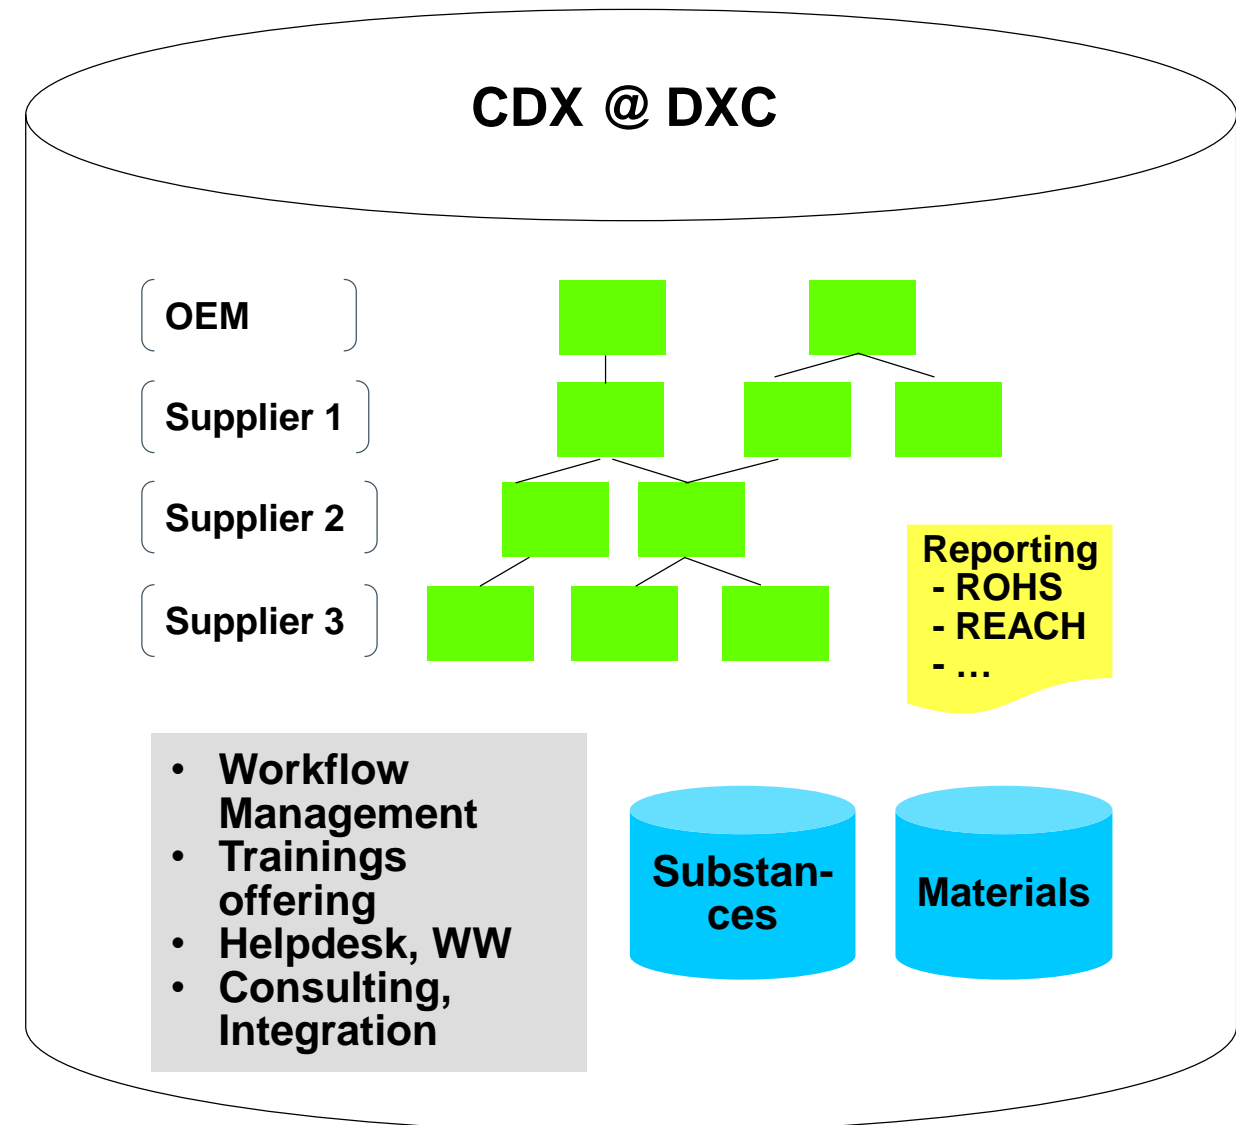 CDX @ DXC
OEM
Supplier 1
Supplier 2
Supplier 3
Reporting
- ROHS
- REACH
- …
• Workflow
Management
• Trainings
offering
• Helpdesk, WW
• Consulting,
Integration
Substan-
ces
Materials